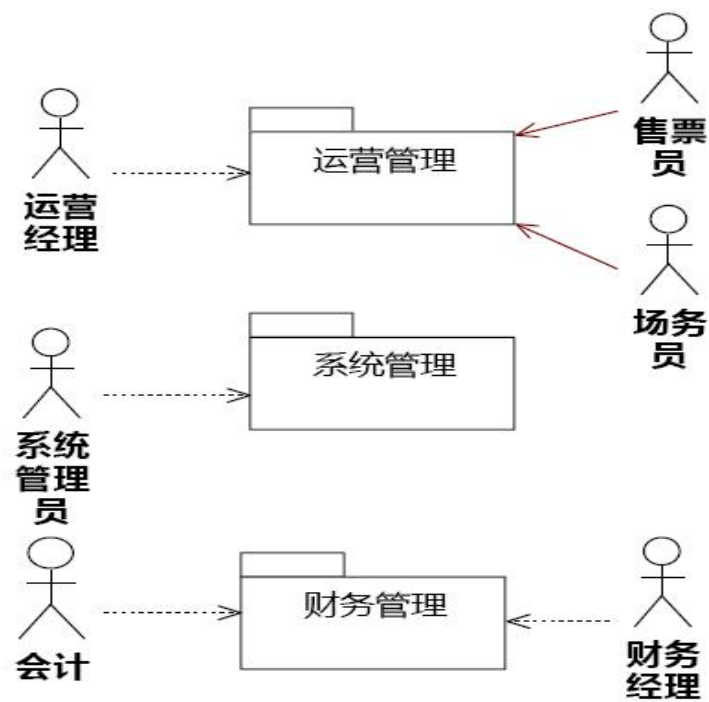 售票
员
运营管理
运营
经理
场务
员
系统管理
系统
管理
员
财务管理
会计
财务
经理